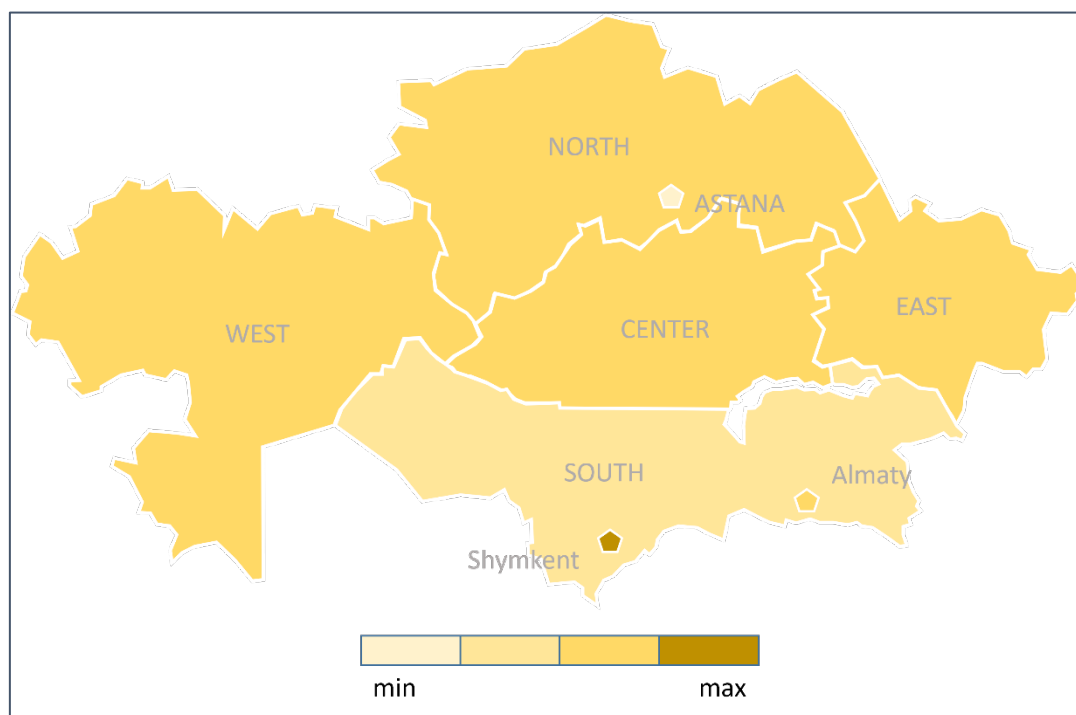 NORTH
ASTANA
EAST
CENTER
WEST
SOUTH
Almaty
Shymkent
min max